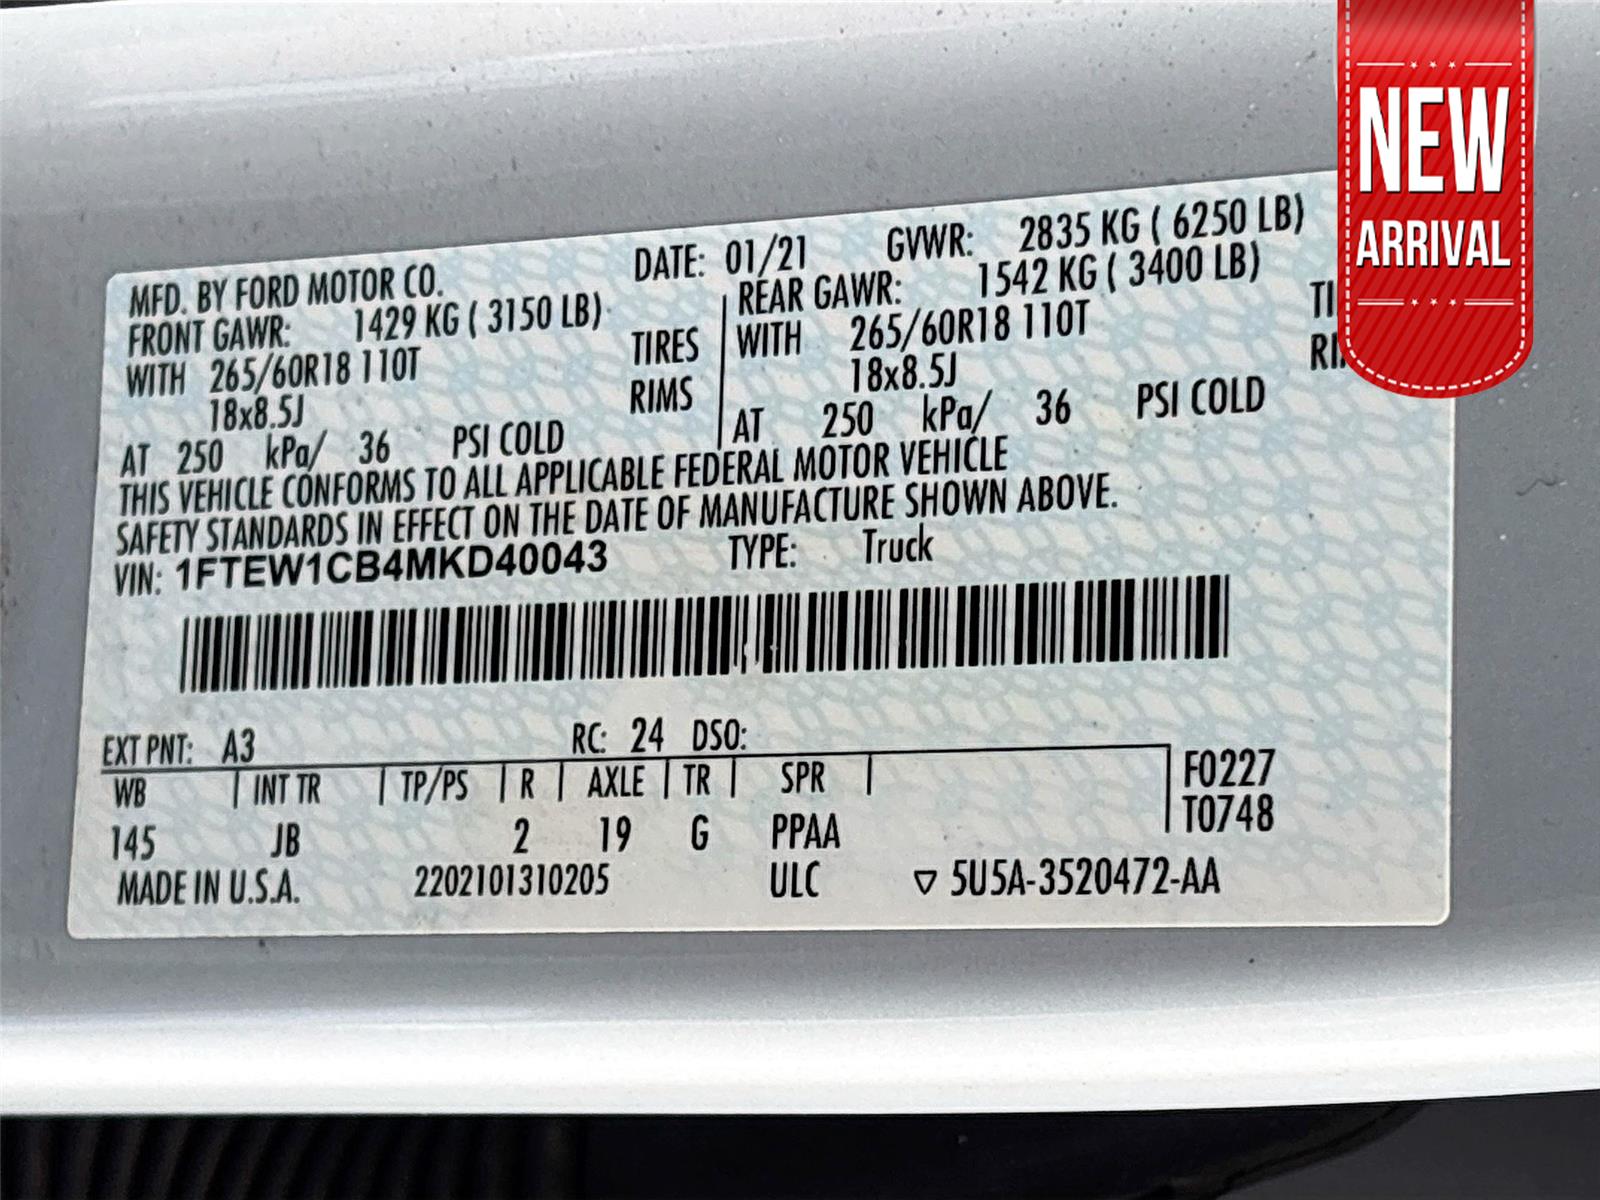 NEW
ARRIVAL
MFD. BY FORD MOTOR CO. DATE: 01/21 GVWR: 2835 KG ( 6250 LB)
FRONT GAWR: 1429 KG ( 3150 LB) REAR GAWR: 1542 KG ( 3400 LB)
WITH 265/60R18 110T TIRES WITH 265/60R18 110T TI
18x8.5J RIMS 18x8.5J RI
AT 250 kPa/ 36 PSI COLD AT 250 kPa/ 36 PSI COLD
THIS VEHICLE CONFORMS TO ALL APPLICABLE FEDERAL MOTOR VEHICLE
SAFETY STANDARDS IN EFFECT ON THE DATE OF MANUFACTURE SHOWN ABOVE.
VIN: 1FTEW1CB4MKD40043 TYPE: Truck
EXT PNT: A3 RC: 24 DSO:
WB | INT TR | TP/PS | R | AXLE | TR | SPR | F0227
T0748
145 JB 2 19 G PPAA
MADE IN U.S.A. 2202101310205 ULC ▽ 5U5A-3520472-AA